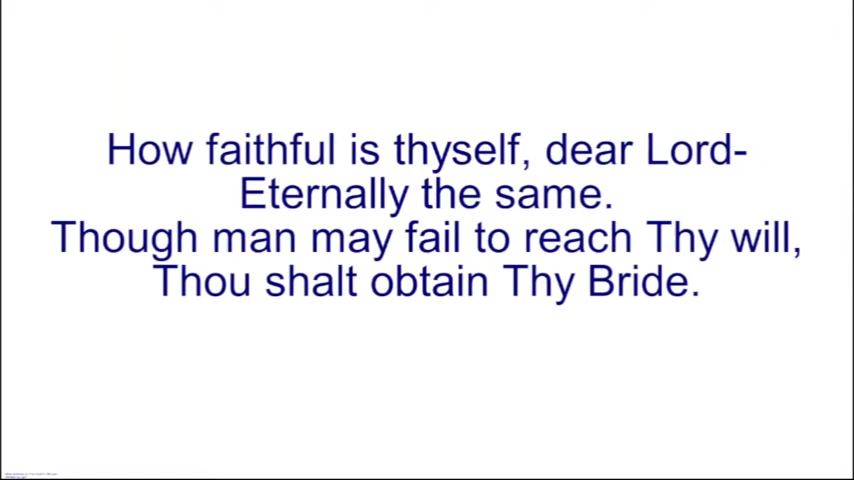 How faithful is thyself, dear Lord-
Eternally the same.
Though man may fail to reach Thy will,
Thou shalt obtain Thy Bride.